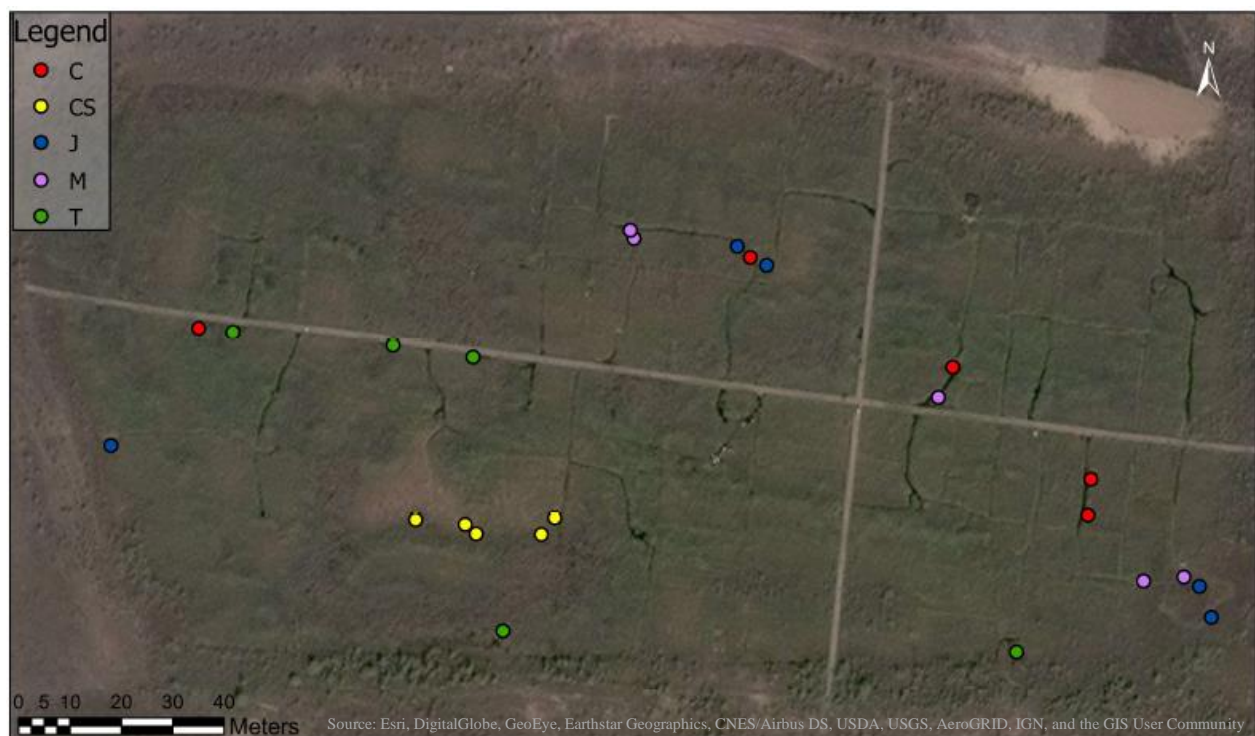 Legend
C
CS
J
M
T
N
0 5 10 20 30 40
Meters
Source: Esri, DigitalGlobe, GeoEye, Earthstar Geographics, CNES/Airbus DS, USDA, USGS, AeroGRID, IGN, and the GIS User Community